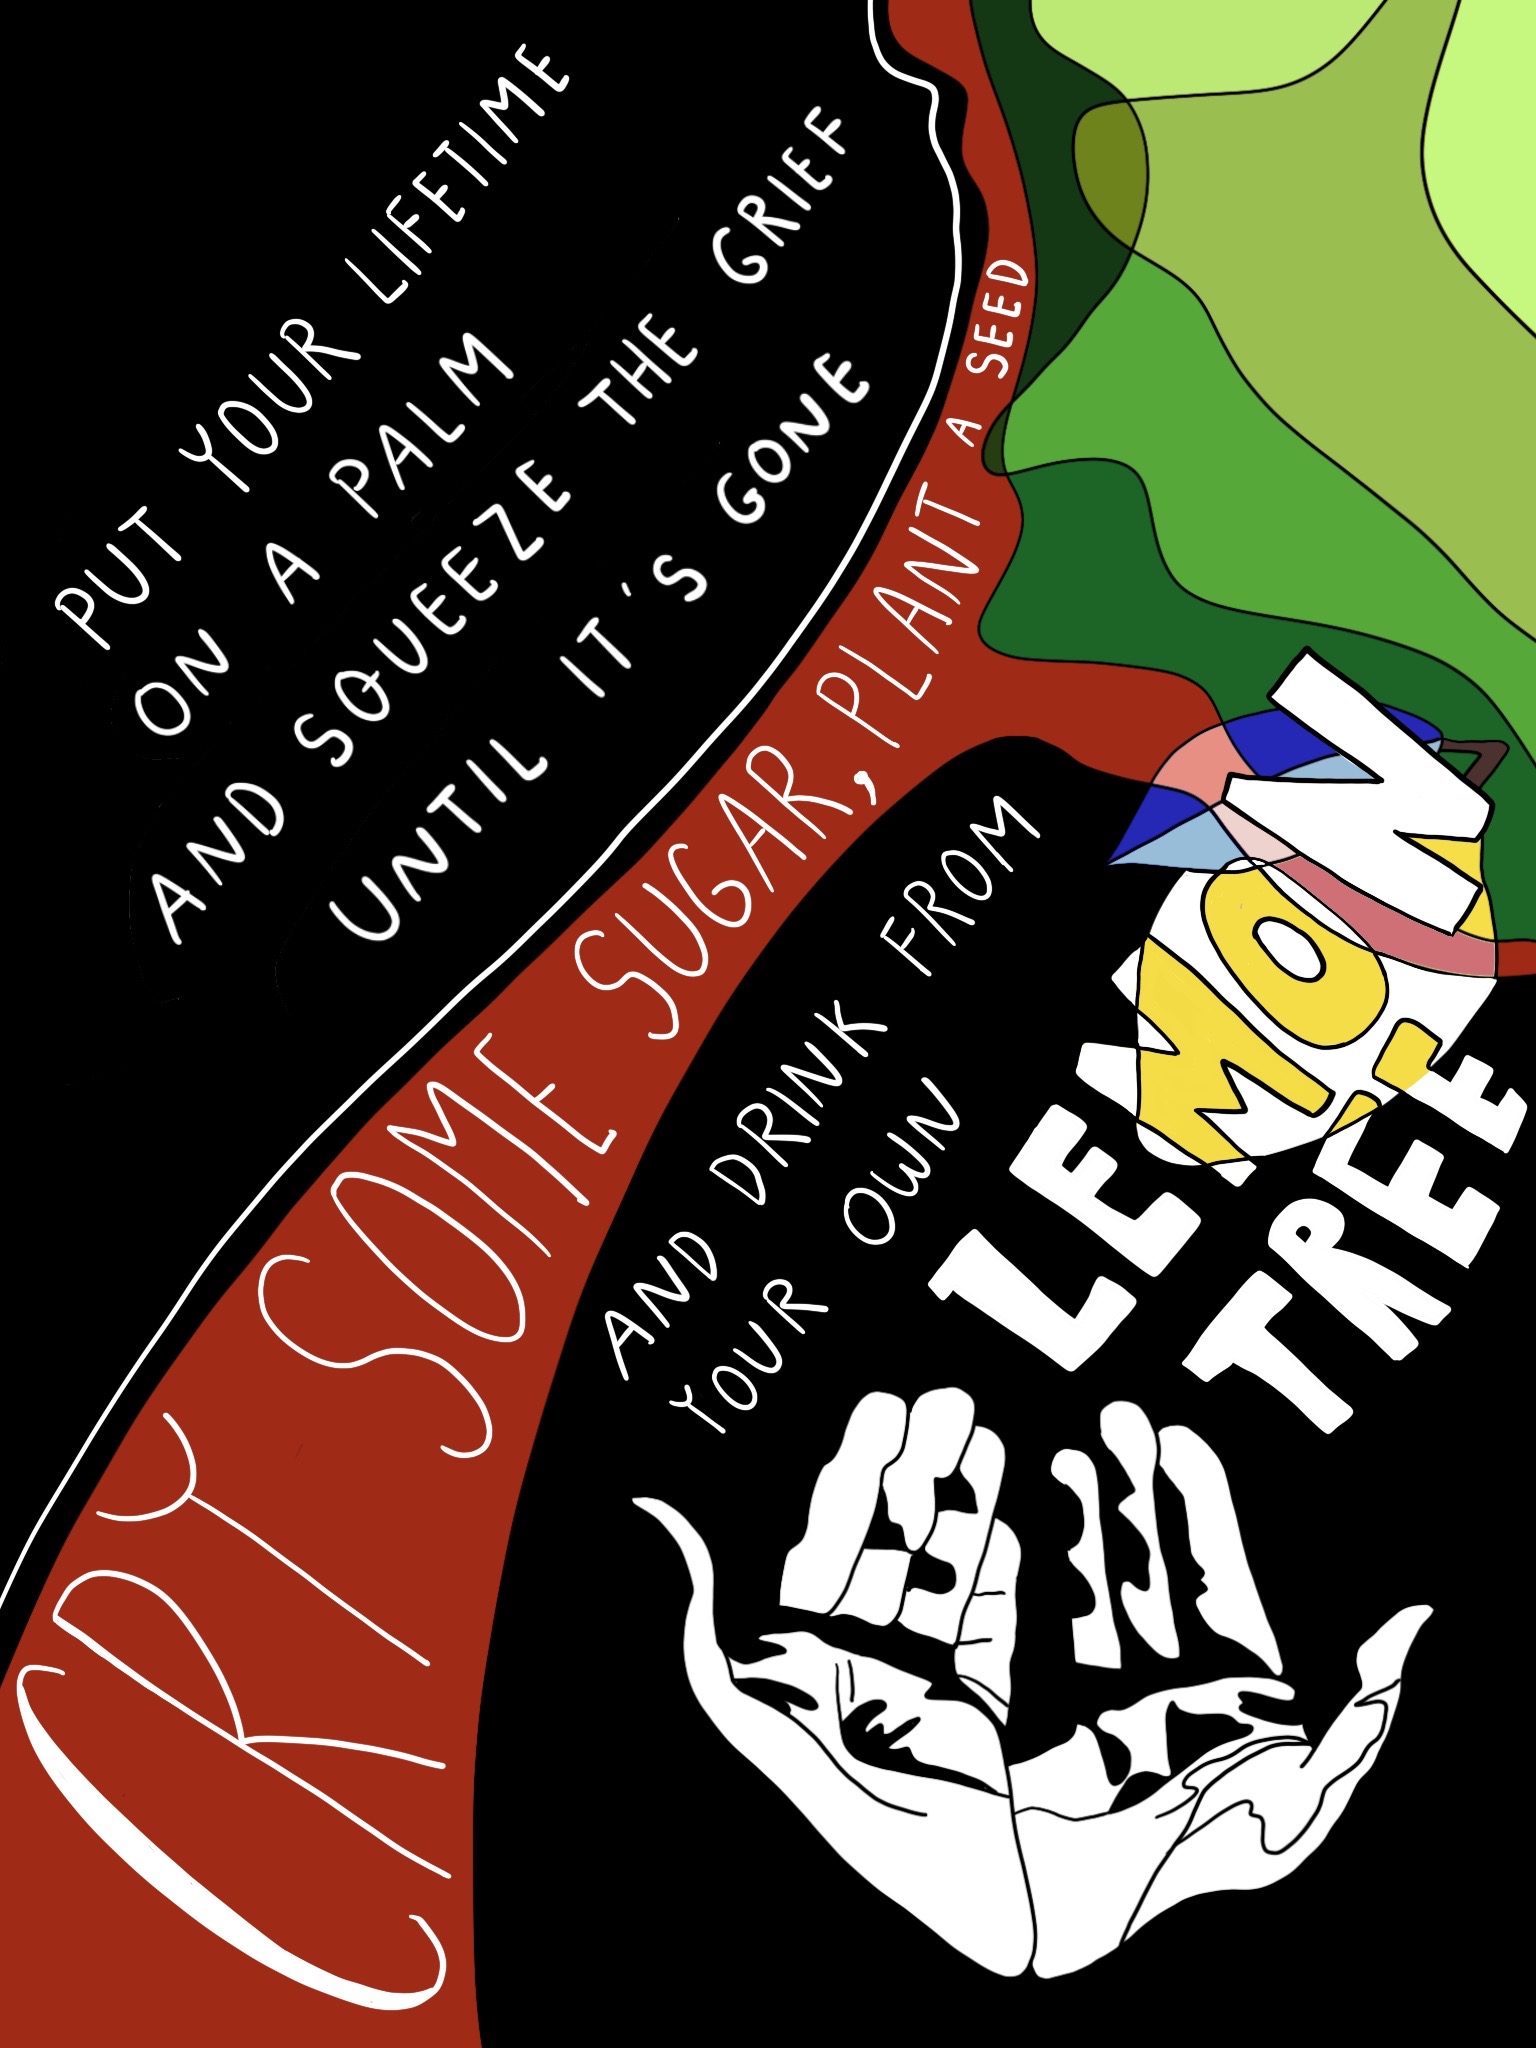 PUT YOUR LIFETIME
ON A PALM
AND SQUEEZE THE GRIEF
UNTIL IT'S GONE
CRY SOME SUGAR, PLANT A SEED
AND DRINK FROM
YOUR OWN
LEMON
TREE